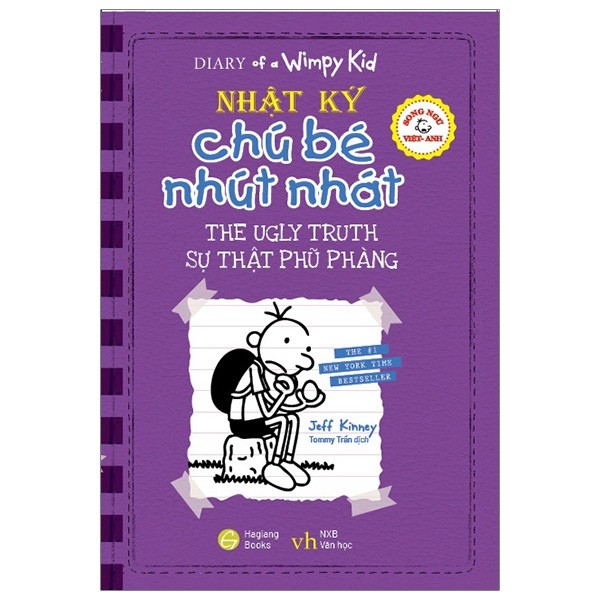 DIARY of a Wimpy Kid
NHẬT KÝ
chú bé
nhút nhát
SONG NGỮ
VIỆT-ANH
THE UGLY TRUTH
SỰ THẬT PHŨ PHÀNG
THE #1
NEW YORK TIME
BESTSELLER
Jeff Kinney
Tommy Trần dịch
Hagiang
Books
vh
NXB
Văn học